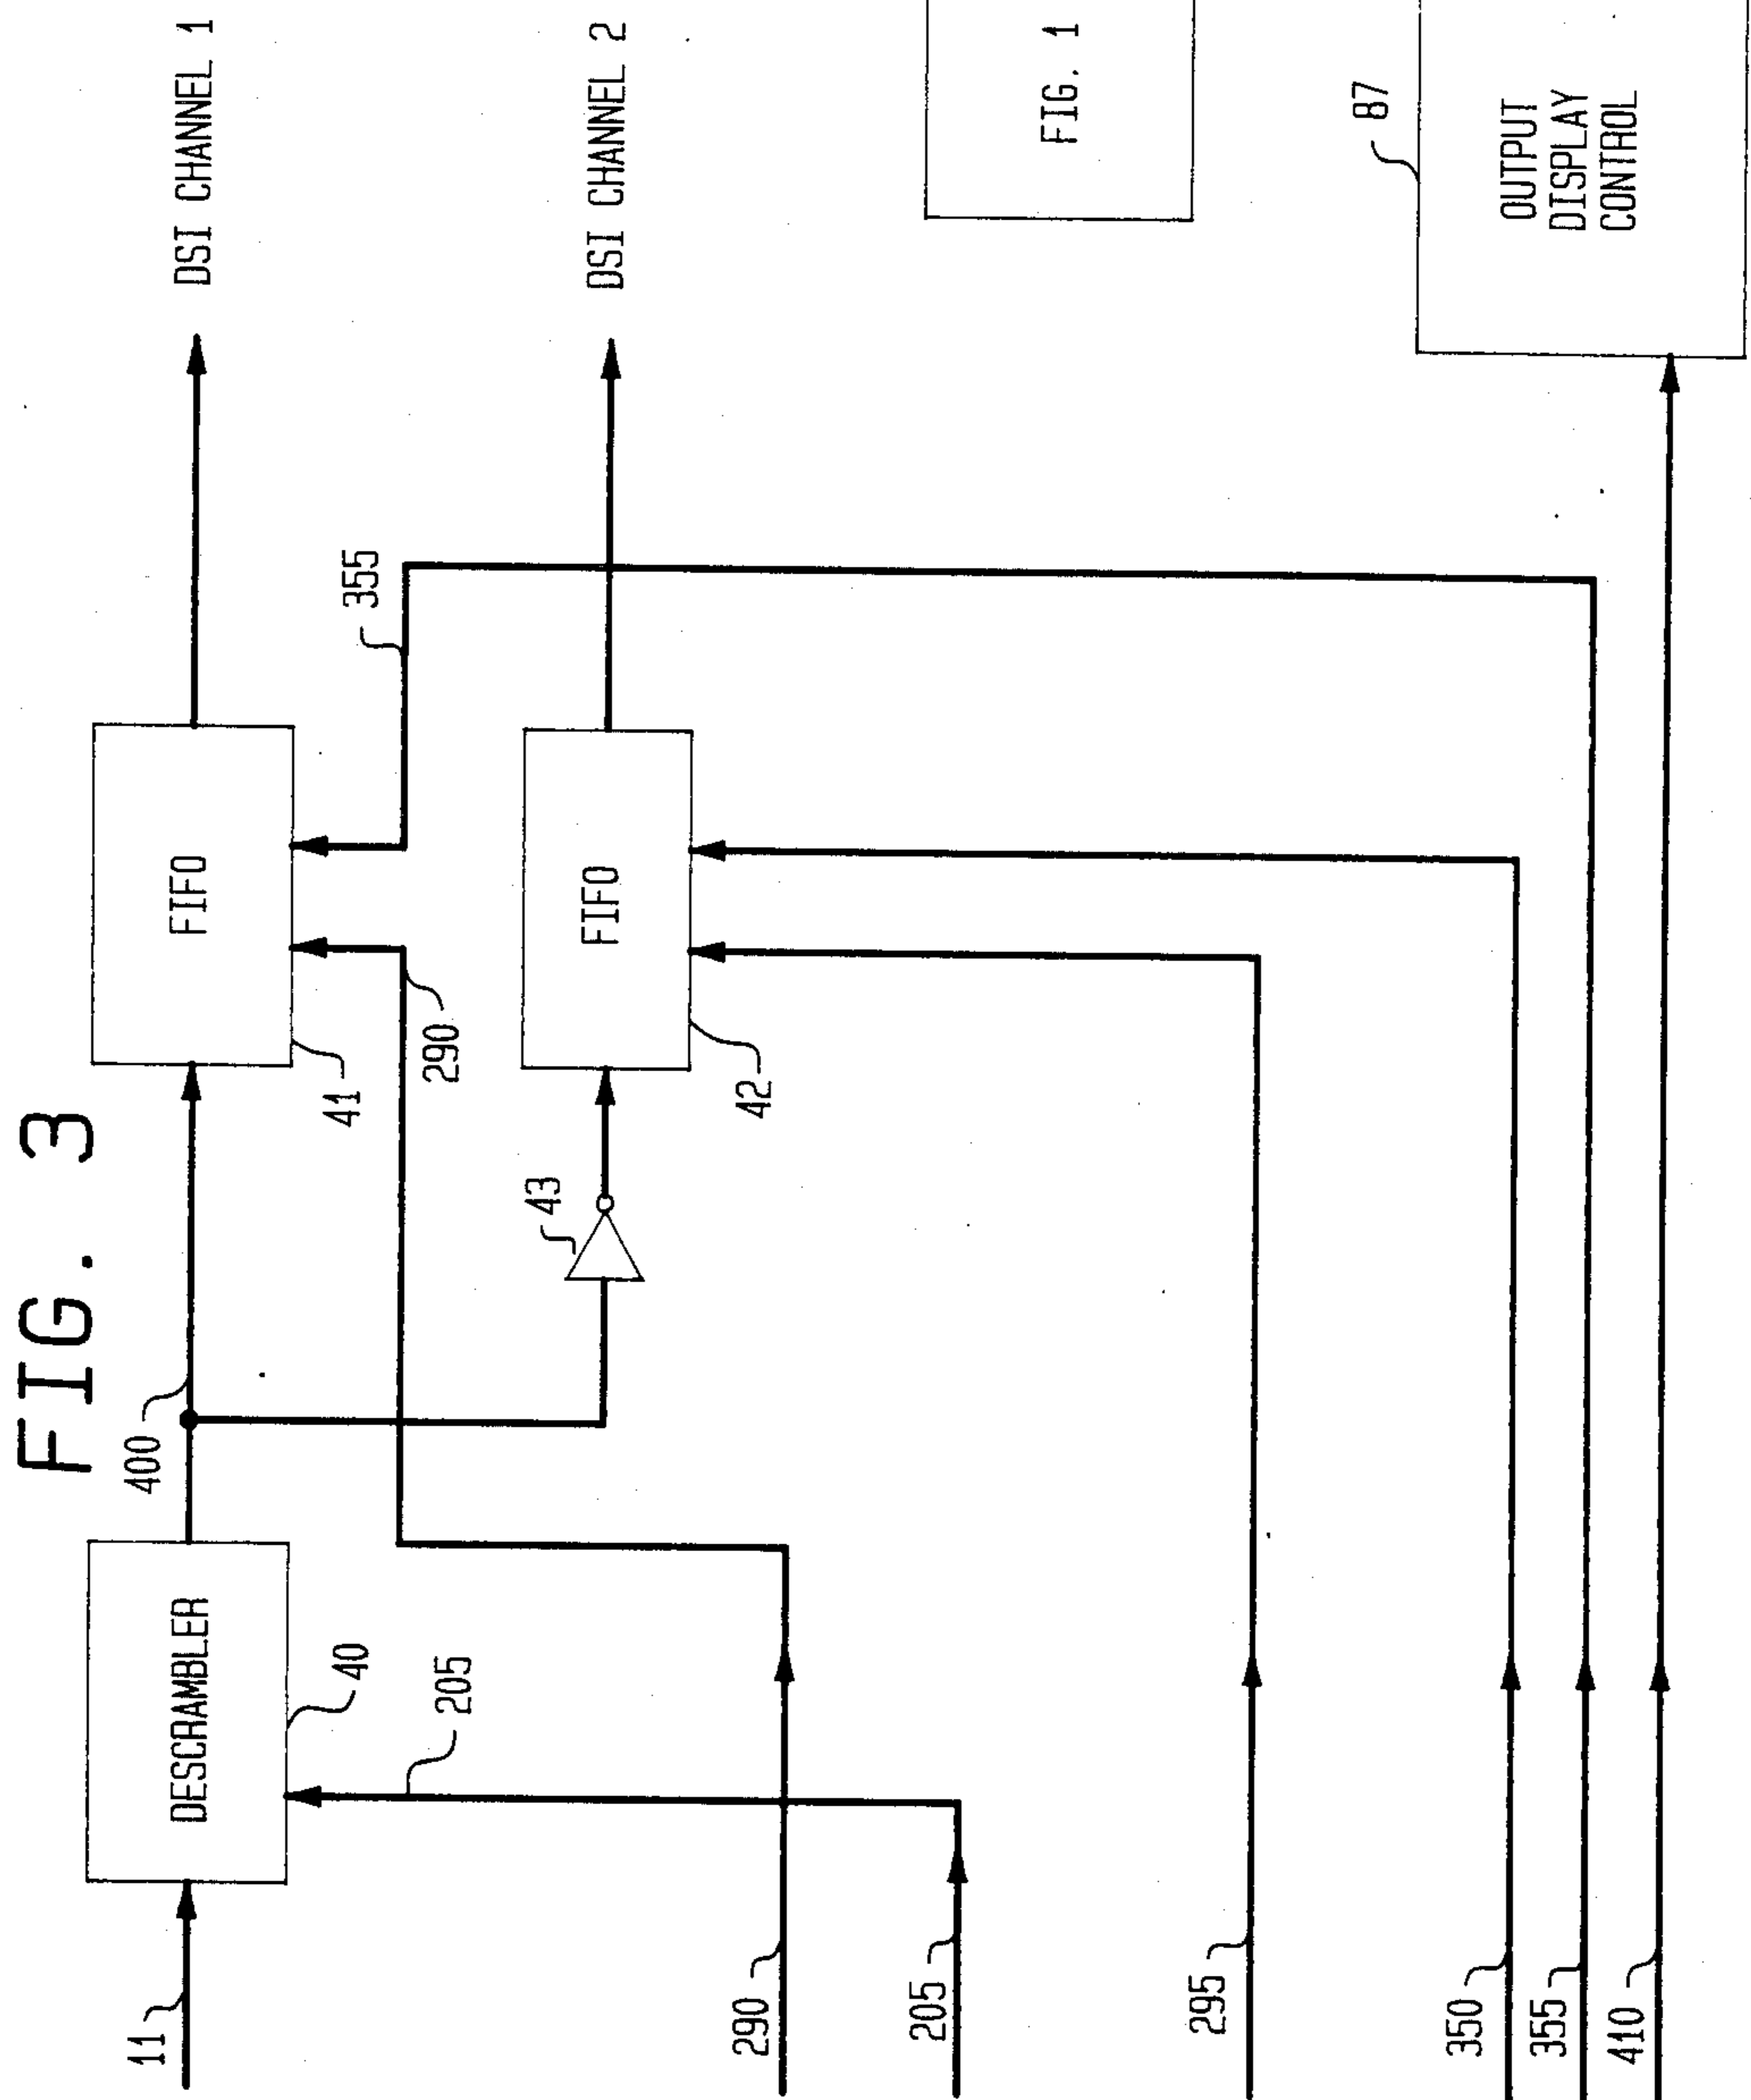 FIG. 3
11
DESCRAMBLER
40
205
400
FIFO
41
290
355
DSI CHANNEL 1
43
FIFO
42
DSI CHANNEL 2
290
205
295
350
355
410
FIG. 1
87
OUTPUT
DISPLAY
CONTROL